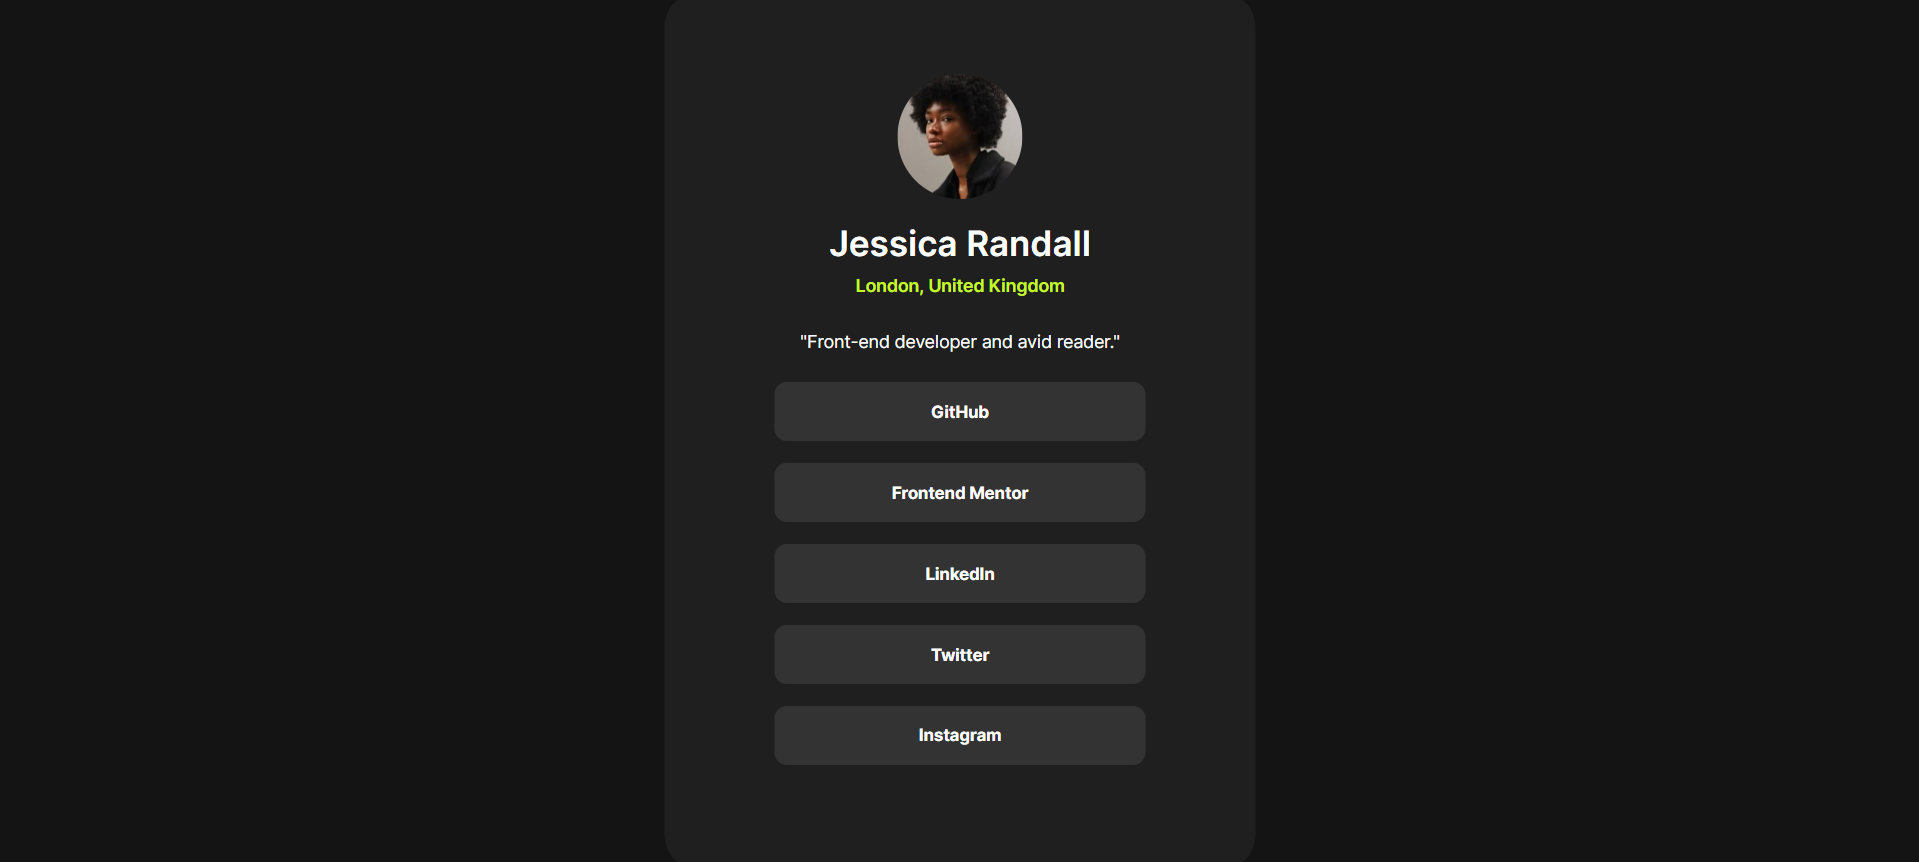 Jessica Randall
London, United Kingdom
"Front-end developer and avid reader."
GitHub
Frontend Mentor
LinkedIn
Twitter
Instagram